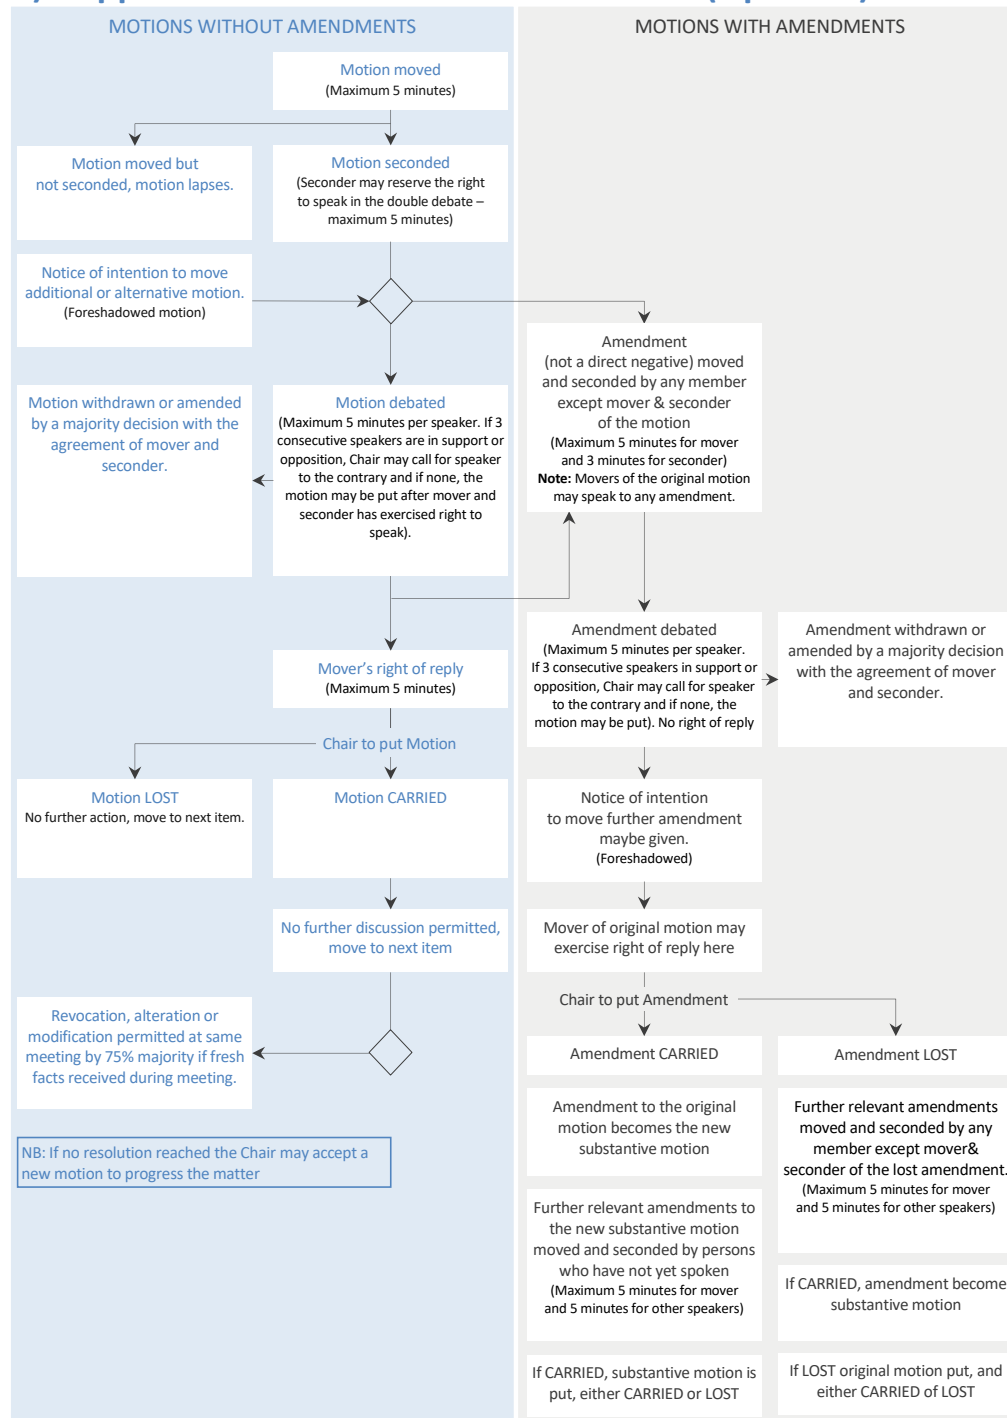 MOTIONS WITHOUT AMENDMENTS
Motion moved
(Maximum 5 minutes)
Motion moved but
not seconded, motion lapses.
Motion seconded
(Seconder may reserve the right
to speak in the double debate –
maximum 5 minutes)
Notice of intention to move
additional or alternative motion.
(Foreshadowed motion)
Motion withdrawn or amended
by a majority decision with the
agreement of mover and
seconder.
Motion debated
(Maximum 5 minutes per speaker. If 3
consecutive speakers are in support or
opposition, Chair may call for speaker
to the contrary and if none, the
motion may be put after mover and
seconder has exercised right to
speak).
Mover's right of reply
(Maximum 5 minutes)
Chair to put Motion
Motion LOST
No further action, move to next item.
Motion CARRIED
No further discussion permitted,
move to next item
Revocation, alteration or
modification permitted at same
meeting by 75% majority if fresh
facts received during meeting.
NB: If no resolution reached the Chair may accept a
new motion to progress the matter
MOTIONS WITH AMENDMENTS
Amendment
(not a direct negative) moved
and seconded by any member
except mover & seconder
of the motion
(Maximum 5 minutes for mover
and 3 minutes for seconder)
Note: Movers of the original motion
may speak to any amendment.
Amendment debated
(Maximum 5 minutes per speaker.
If 3 consecutive speakers in support or
opposition, Chair may call for speaker
to the contrary and if none, the
motion may be put). No right of reply
Amendment withdrawn or
amended by a majority decision
with the agreement of mover
and seconder.
Notice of intention
to move further amendment
maybe given.
(Foreshadowed)
Mover of original motion may
exercise right of reply here
Chair to put Amendment
Amendment CARRIED
Amendment to the original
motion becomes the new
substantive motion
Further relevant amendments to
the new substantive motion
moved and seconded by persons
who have not yet spoken
(Maximum 5 minutes for mover
and 5 minutes for other speakers)
If CARRIED, substantive motion is
put, either CARRIED or LOST
Amendment LOST
Further relevant amendments
moved and seconded by any
member except mover&
seconder of the lost amendment.
(Maximum 5 minutes for mover
and 5 minutes for other speakers)
If CARRIED, amendment become
substantive motion
If LOST original motion put, and
either CARRIED of LOST